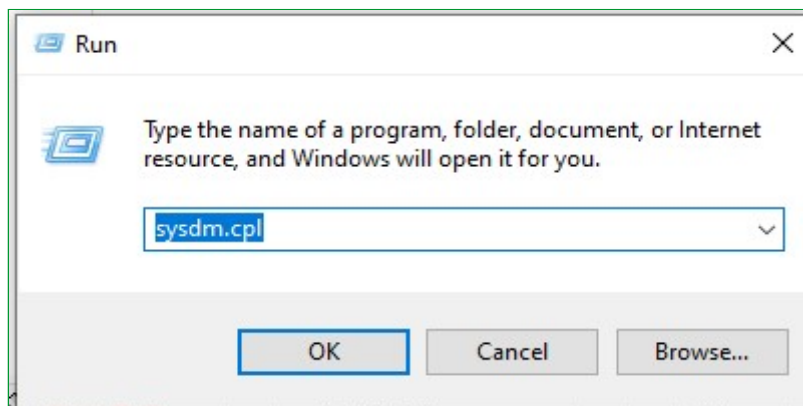 Run
Type the name of a program, folder, document, or Internet
resource, and Windows will open it for you.
sysdm.cpl
OK Cancel Browse...